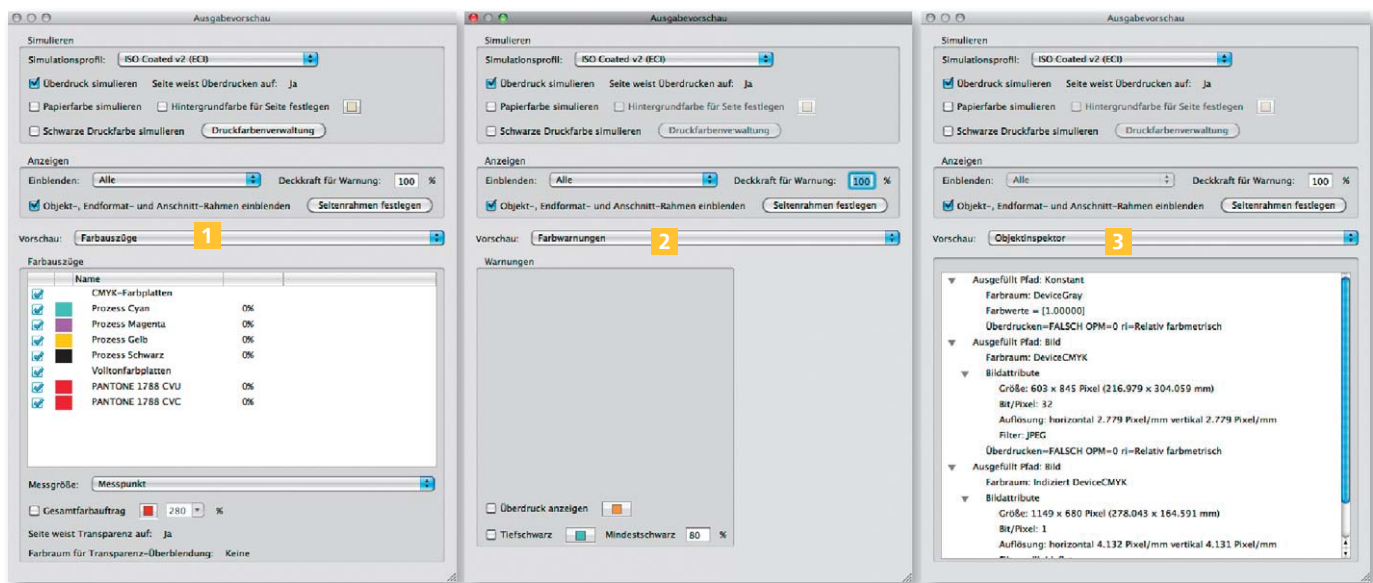 Ausgabevorschau
Simulieren
Simulationsprofil: ISO Coated v2 (ECI)
Überdruck simulieren Seite weist Überdrucken auf: Ja
Papierfarbe simulieren Hintergrundfarbe für Seite festlegen
Schwarze Druckfarbe simulieren Druckfarbenverwaltung
Anzeigen
Einblenden: Alle Deckkraft für Warnung: 100 %
Objekt-, Endformat- und Anschnitt-Rahmen einblenden Seitenrahmen festlegen
1
Vorschau: Farbauszüge
Farbauszüge
Name
CMYK-Farbplatten
Prozess Cyan 0%
Prozess Magenta 0%
Prozess Gelb 0%
Prozess Schwarz 0%
Volltonfarbplatten
PANTONE 1788 CVU 0%
PANTONE 1788 CVC 0%
Messgröße: Messpunkt
Gesamtfarbauftrag 280 %
Seite weist Transparenz auf: Ja
Farbraum für Transparenz-Überblendung: Keine
Ausgabevorschau
Simulieren
Simulationsprofil: ISO Coated v2 (ECI)
Überdruck simulieren Seite weist Überdrucken auf: Ja
Papierfarbe simulieren Hintergrundfarbe für Seite festlegen
Schwarze Druckfarbe simulieren Druckfarbenverwaltung
Anzeigen
Einblenden: Alle Deckkraft für Warnung: 100 %
Objekt-, Endformat- und Anschnitt-Rahmen einblenden Seitenrahmen festlegen
2
Vorschau: Farbwarnungen
Warnungen
Überdruck anzeigen
Tiefschwarz Mindestschwarz 80 %
Ausgabevorschau
Simulieren
Simulationsprofil: ISO Coated v2 (ECI)
Überdruck simulieren Seite weist Überdrucken auf: Ja
Papierfarbe simulieren Hintergrundfarbe für Seite festlegen
Schwarze Druckfarbe simulieren Druckfarbenverwaltung
Anzeigen
Einblenden: Alle Deckkraft für Warnung: 100 %
Objekt-, Endformat- und Anschnitt-Rahmen einblenden Seitenrahmen festlegen
3
Vorschau: Objektinspektor
Ausgefüllt Pfad: Konstant
Farbraum: DeviceGray
Farbwerte = [1.00000]
Überdrucken=FALSCH OPM=0 ri=Relativ farbmetrisch
Ausgefüllt Pfad: Bild
Farbraum: DeviceCMYK
Bildattribute
Größe: 603 x 845 Pixel (216.979 x 304.059 mm)
Bit/Pixel: 32
Auflösung: horizontal 2.779 Pixel/mm vertikal 2.779 Pixel/mm
Filter: JPEG
Überdrucken=FALSCH OPM=0 ri=Relativ farbmetrisch
Ausgefüllt Pfad: Bild
Farbraum: Indiziert DeviceCMYK
Bildattribute
Größe: 1149 x 680 Pixel (278.043 x 164.591 mm)
Bit/Pixel: 1
Auflösung: horizontal 4.132 Pixel/mm vertikal 4.131 Pixel/mm